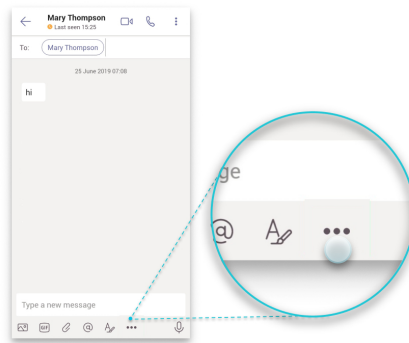 Mary Thompson
Last seen 15:25
To: Mary Thompson
25 June 2019 07:08
hi
Type a new message
GIF
ge
@
A